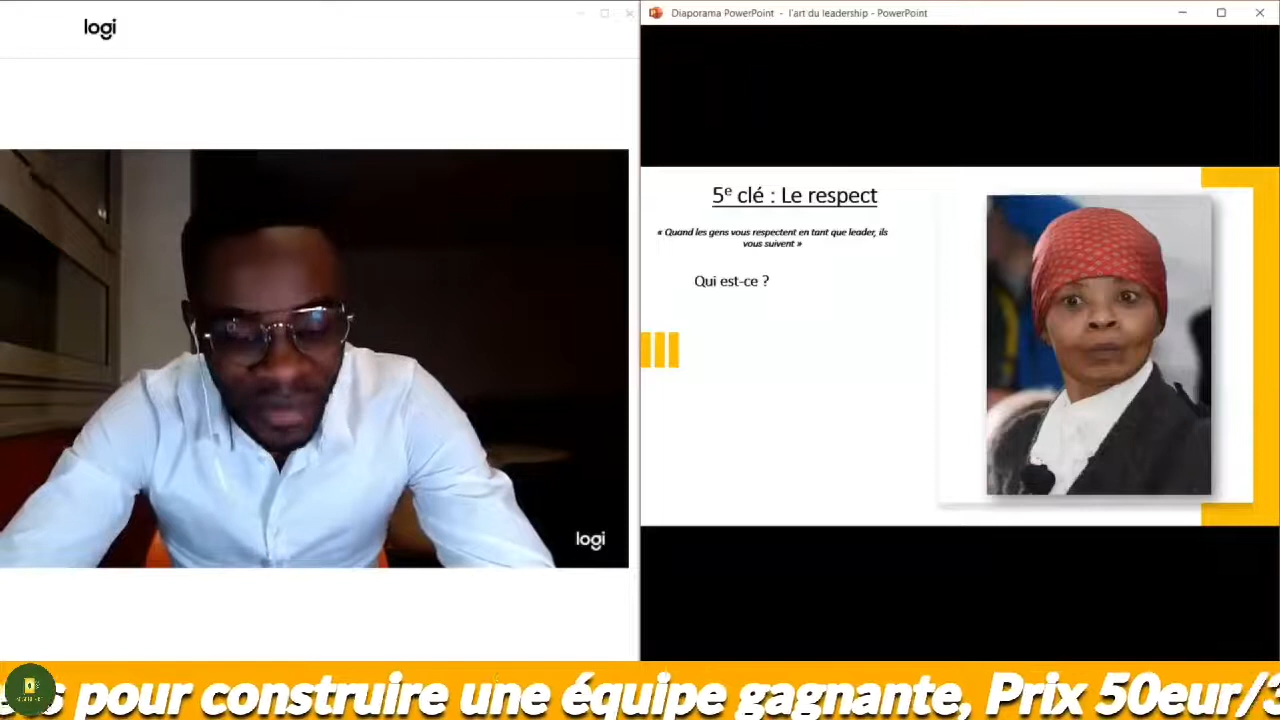 logi
Diaporama PowerPoint - l'art du leadership - PowerPoint
5e clé : Le respect
« Quand les gens vous respectent en tant que leader, ils
vous suivent »
Qui est-ce ?
logi
pour construire une équipe gagnante, Prix 50eur/3